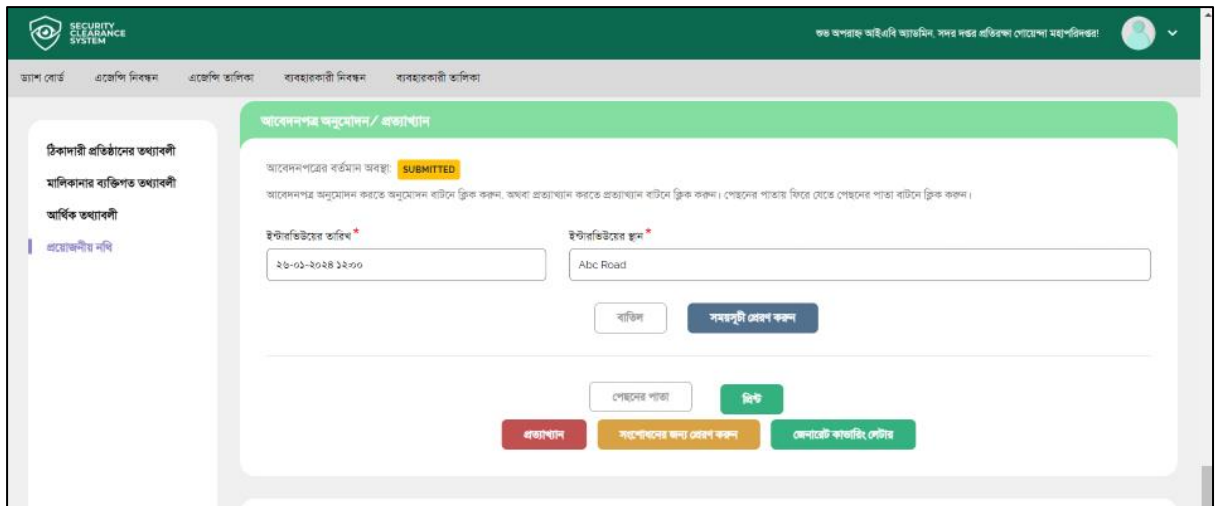 SECURITY
CLEARANCE
SYSTEM
শুভ অপরাহ্ন আইএবি অ্যাডমিন, সদর দপ্তর প্রতিরক্ষা গোয়েন্দা মহাপরিদপ্তর!
ড্যাশ বোর্ড এজেন্সি নিবন্ধন এজেন্সি তালিকা ব্যবহারকারী নিবন্ধন ব্যবহারকারী তালিকা
ঠিকাদারী প্রতিষ্ঠানের তথ্যাবলী
মালিকানার ব্যক্তিগত তথ্যাবলী
আর্থিক তথ্যাবলী
প্রয়োজনীয় নথি
আবেদনপত্র অনুমোদন/ প্রত্যাখ্যান
আবেদনপত্রের বর্তমান অবস্থা: SUBMITTED
আবেদনপত্র অনুমোদন করতে অনুমোদন বাটনে ক্লিক করুন, অথবা প্রত্যাখ্যান করতে প্রত্যাখ্যান বাটনে ক্লিক করুন। পেছনের পাতায় ফিরে যেতে পেছনের পাতা বাটনে ক্লিক করুন।
ইন্টারভিউয়ের তারিখ * ইন্টারভিউয়ের স্থান *
২৬-০১-২০২৪ ১২:০০ Abc Road
বাতিল সময়সূচী প্রেরণ করুন
পেছনের পাতা প্রিন্ট
প্রত্যাখ্যান সংশোধনের জন্য প্রেরণ করুন জেনারেট কাভারিং লেটার